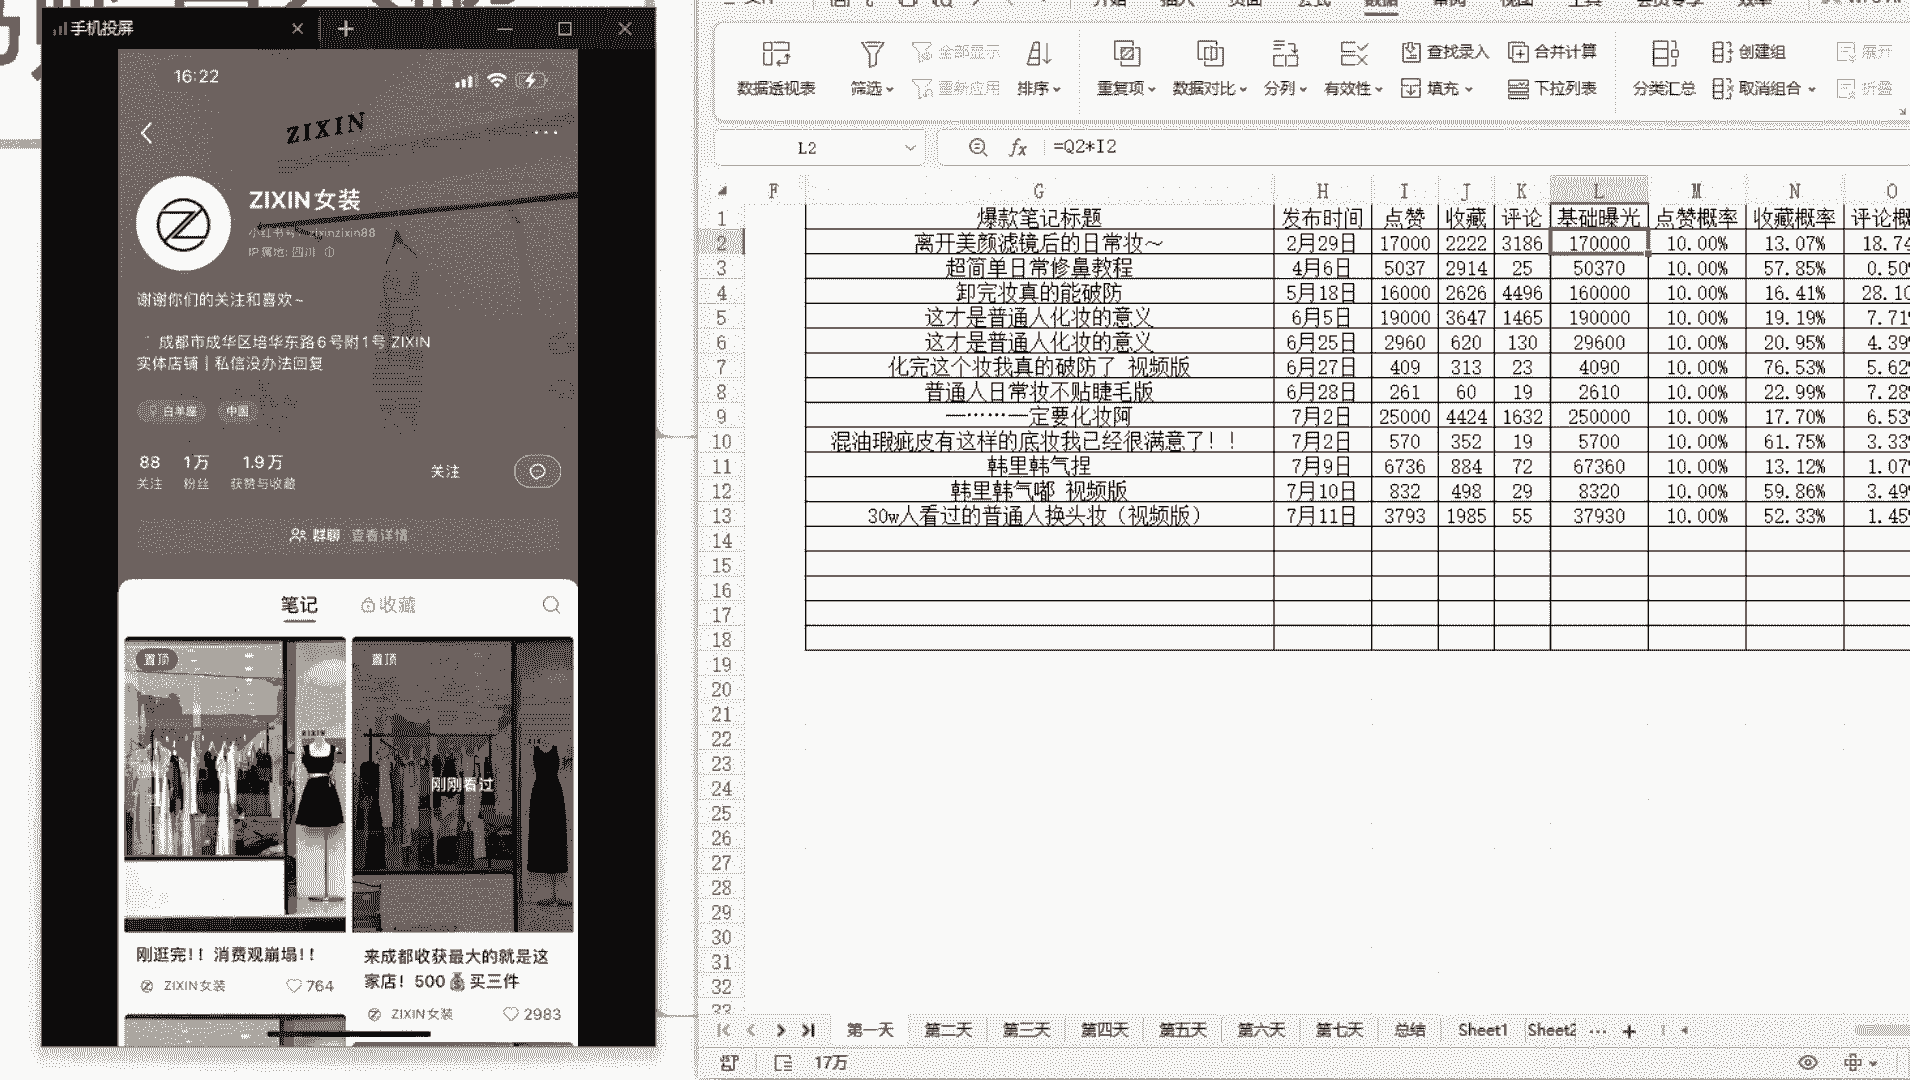 手机投屏
16:22
ZIXIN
ZIXIN女装
IP属地: 四川
谢谢你们的关注和喜欢~
成都市成华区培华东路6号附1号 ZIXIN
实体店铺 | 私信没办法回复
白羊座 中国
88 1万 1.9万
关注 粉丝 获赞与收藏
关注
群聊 查看详情
笔记 收藏
置顶 置顶
刚刚看过
刚逛完!! 消费观崩塌!!
ZIXIN女装 764
来成都收获最大的就是这
家店! 500💰买三件
ZIXIN女装 2983
数据透视表 筛选 全部显示 重新应用 排序 重复项 数据对比 分列 有效性 查找录入 填充 合并计算 下拉列表 分类汇总 创建组 取消组合 展开 折叠
L2 fx =Q2*I2
F G H I J K L M N O
1 爆款笔记标题 发布时间 点赞 收藏 评论 基础曝光 点赞概率 收藏概率
2 离开美颜滤镜后的日常妆～ 2月29日 17000 2222 3186 170000 10.00% 13.07% 18.74
3 超简单日常修鼻教程 4月6日 5037 2914 25 50370 10.00% 57.85% 0.50
4 卸完妆真的能破防 5月18日 16000 2626 4496 160000 10.00% 16.41% 28.10
5 这才是普通人化妆的意义 6月5日 19000 3647 1465 190000 10.00% 19.19% 7.71
6 这才是普通人化妆的意义 6月25日 2960 620 130 29600 10.00% 20.95% 4.39
7 化完这个妆我真的破防了 视频版 6月27日 409 313 23 4090 10.00% 76.53% 5.62
8 普通人日常妆不贴睫毛版 6月28日 261 60 19 2610 10.00% 22.99% 7.28
9 一……一定要化妆阿 7月2日 25000 4424 1632 250000 10.00% 17.70% 6.53
10 混油瑕疵皮有这样的底妆我已经很满意了！！ 7月2日 570 352 19 5700 10.00% 61.75% 3.33
11 韩里韩气捏 7月9日 6736 884 72 67360 10.00% 13.12% 1.07
12 韩里韩气嘟 视频版 7月10日 832 498 29 8320 10.00% 59.86% 3.49
13 30w人看过的普通人换头妆（视频版） 7月11日 3793 1985 55 37930 10.00% 52.33% 1.45
14
15
16
17
18
19
20
21
22
23
24
25
26
27
28
29
30
31
32
第一天 第二天 第三天 第四天 第五天 第六天 第七天 总结 Sheet1 Sheet2 ···
17万